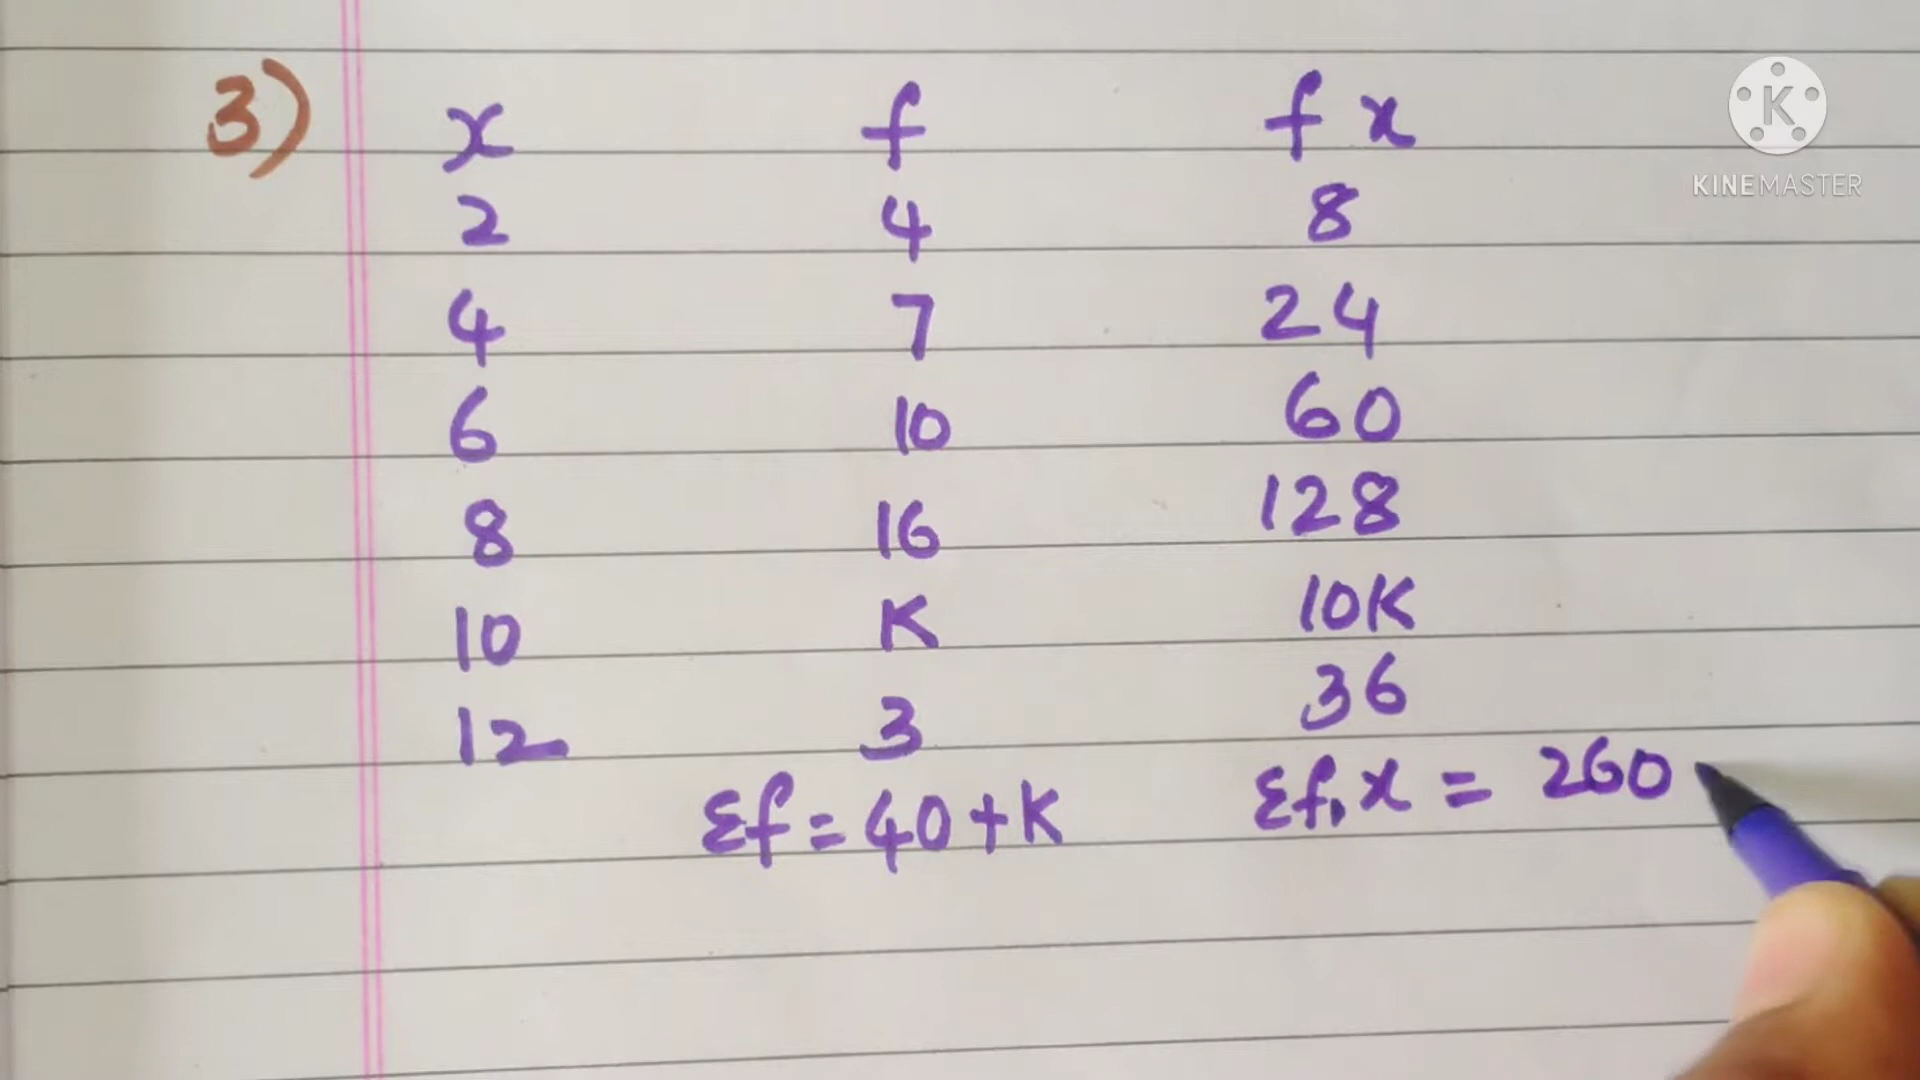 3) x f f x
2 4 8
4 7 24
6 10 60
8 16 128
10 K 10K
12 3 36
Σf = 40 + K Σf.x = 260
K
KINEMASTER